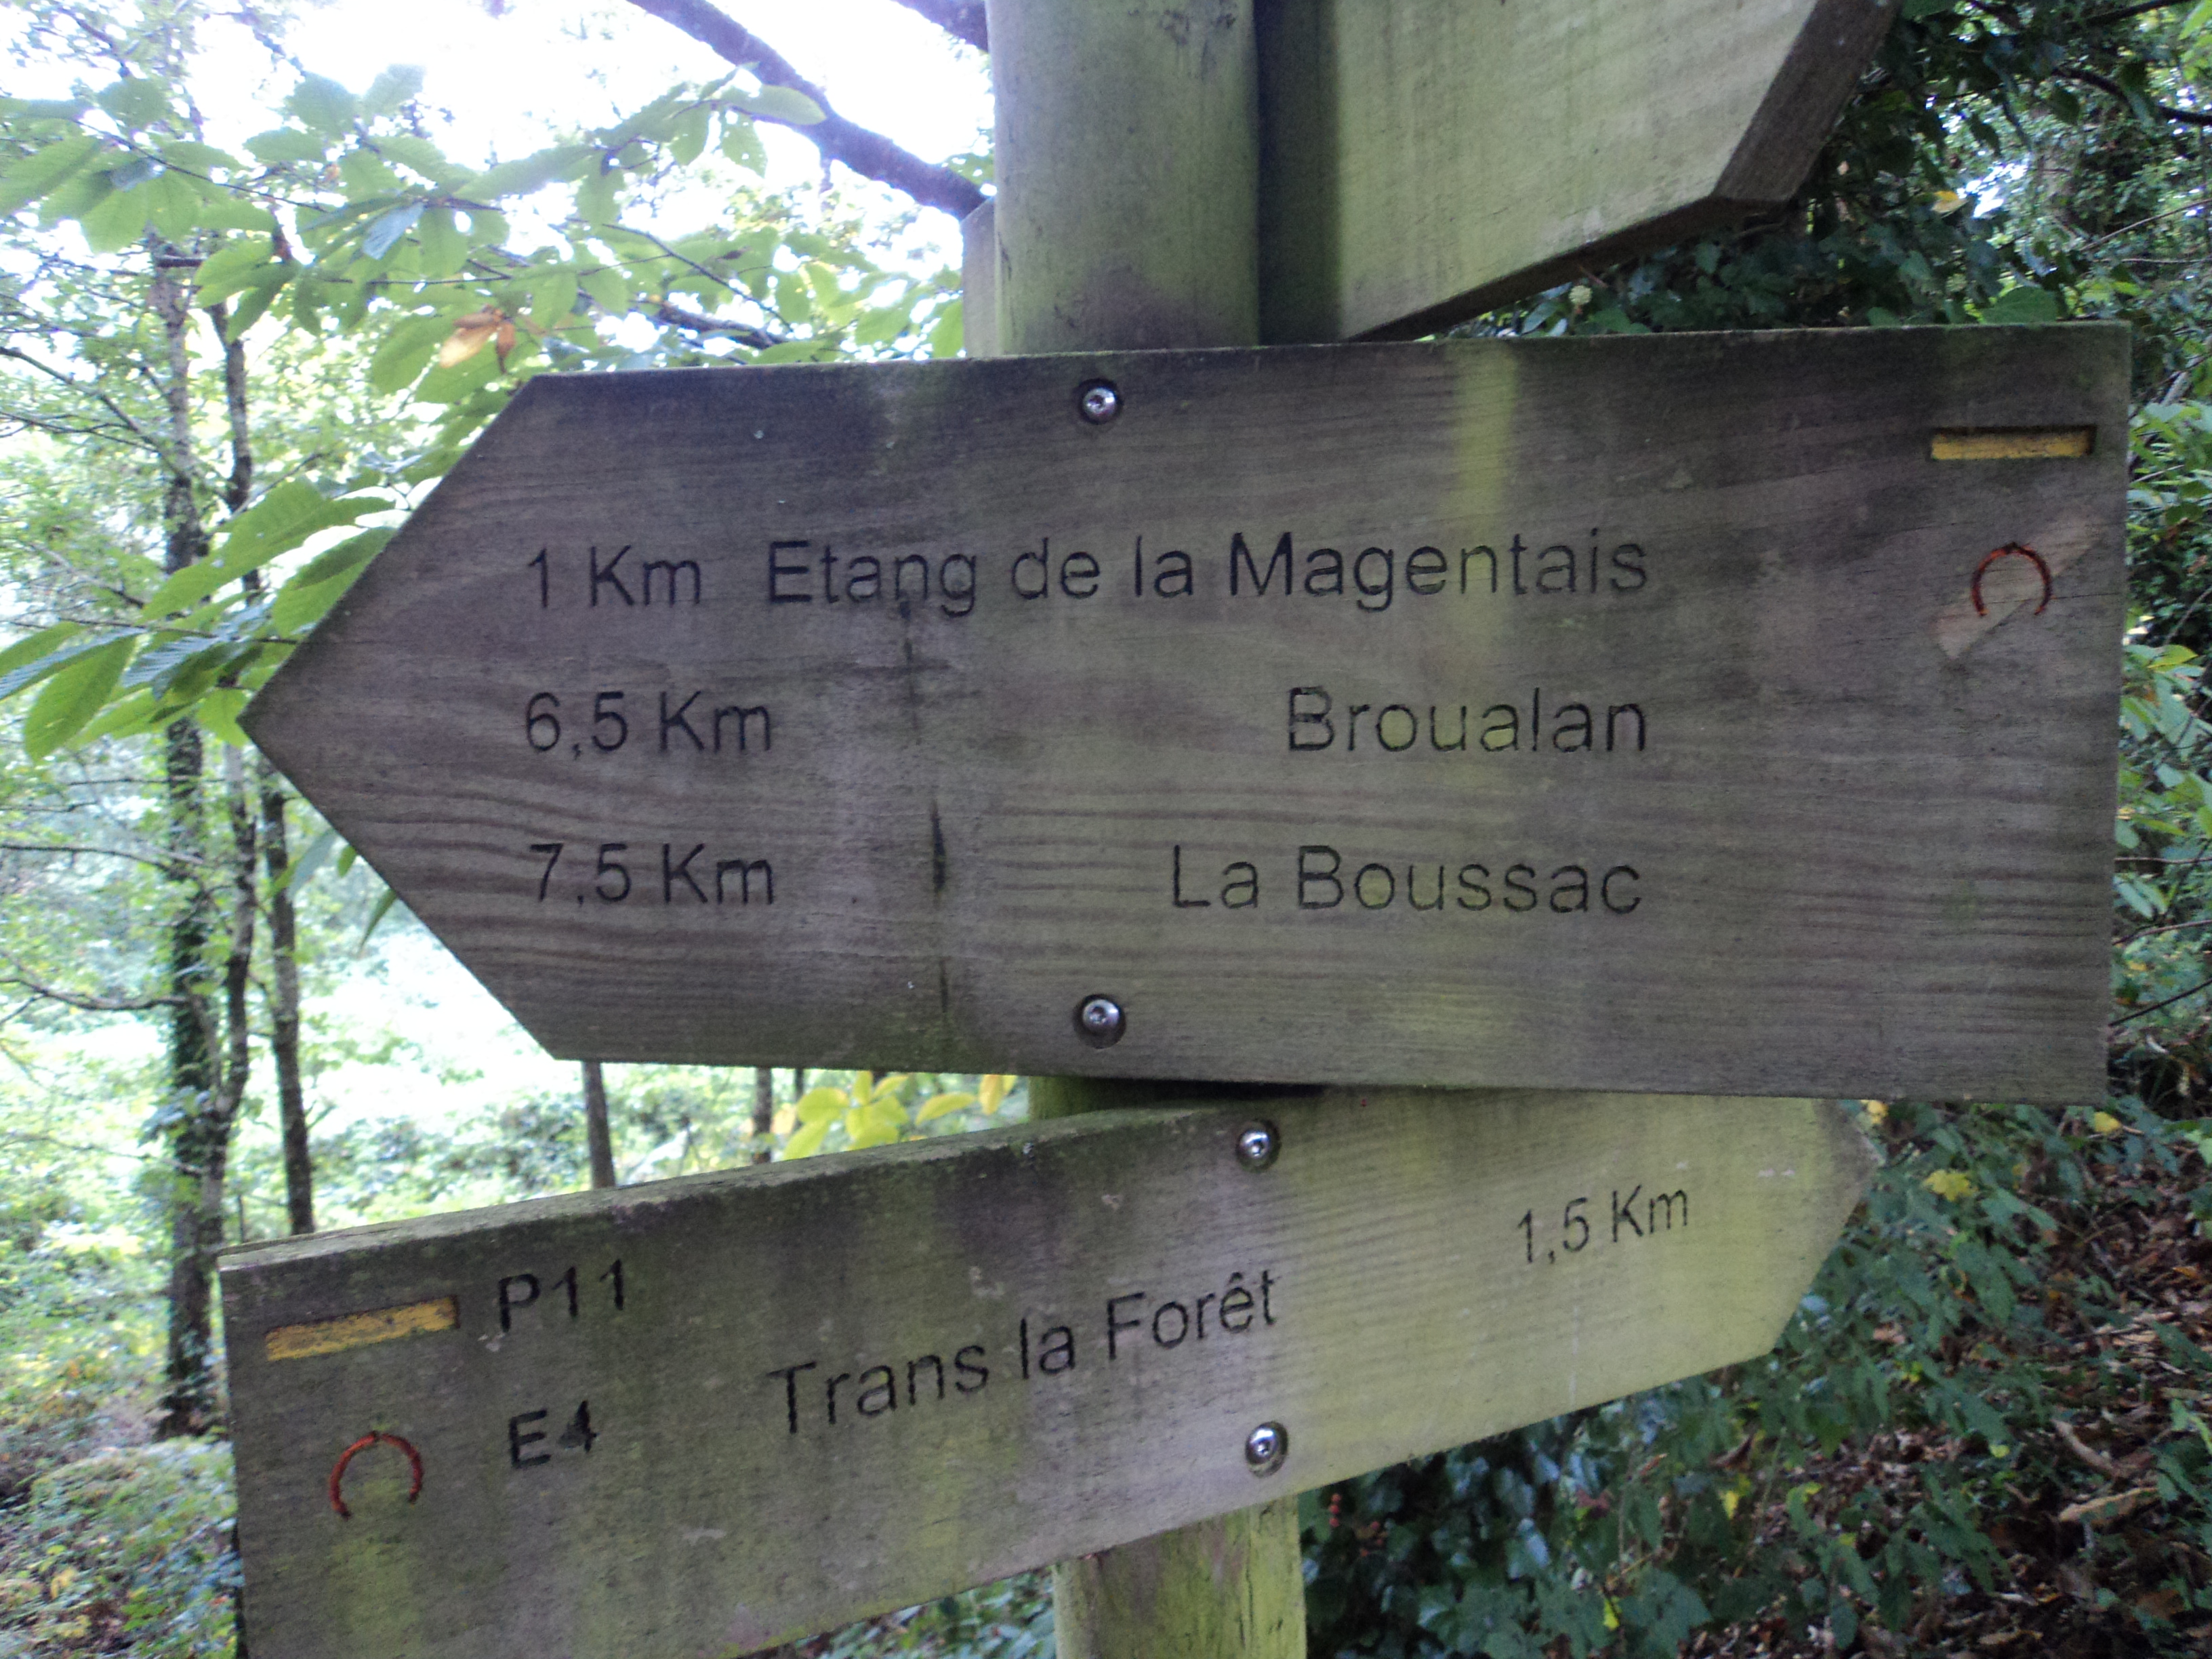 1 Km Etang de la Magentais
6,5 Km Broualan
7,5 Km La Boussac
P11
E4 Trans la Forêt 1,5 Km